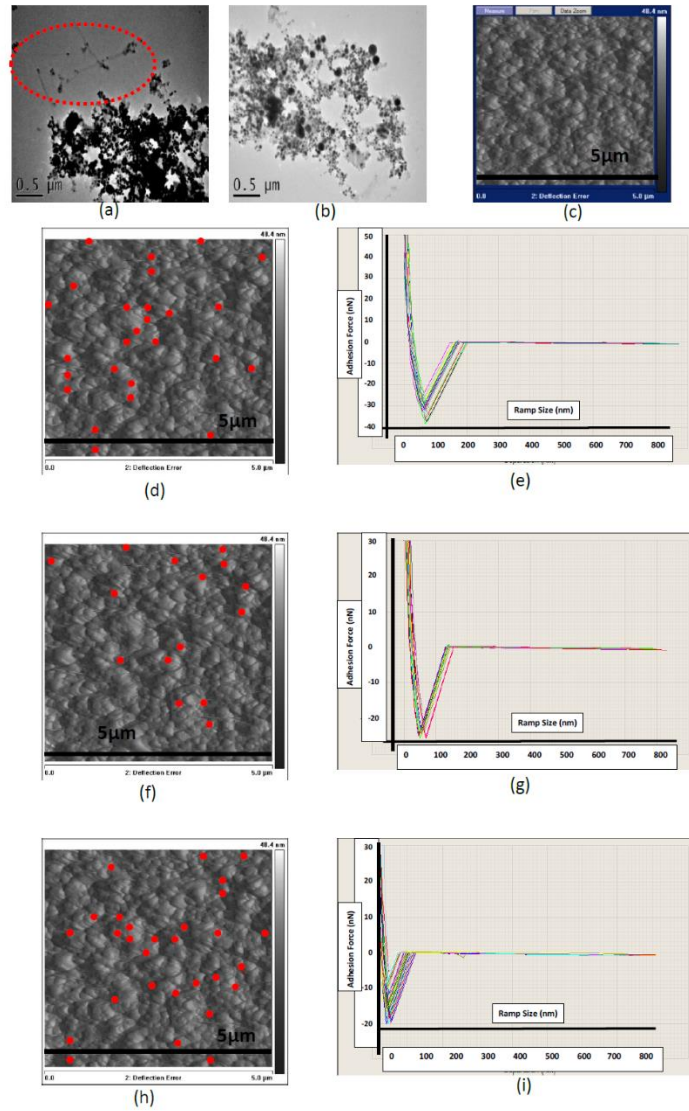 0.5 µm
(a)
0.5 µm
(b)
Measure Data Zoom 48.4 nm
5µm
0.0 2: Deflection Error 5.0 µm
(c)
48.4 nm
5µm
0.0 2: Deflection Error 5.0 µm
(d)
Adhesion Force (nN)
50
40
30
20
10
0
-10
-20
-30
-40
Ramp Size (nm)
0 100 200 300 400 500 600 700 800
(e)
48.4 nm
5µm
0.0 2: Deflection Error 5.0 µm
(f)
Adhesion Force (nN)
30
20
10
0
-10
-20
Ramp Size (nm)
0 100 200 300 400 500 600 700 800
(g)
48.4 nm
5µm
0.0 2: Deflection Error 5.0 µm
(h)
Adhesion Force (nN)
30
20
10
0
-10
-20
Ramp Size (nm)
0 100 200 300 400 500 600 700 800
(i)